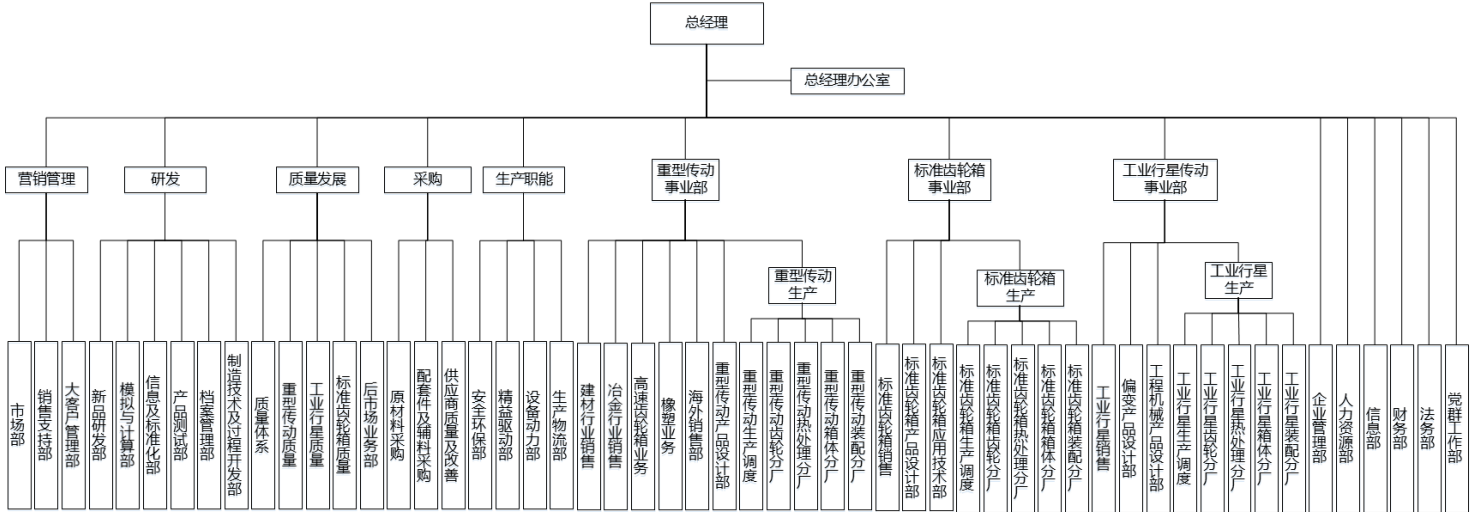 总经理
总经理办公室
营销管理
研发
质量发展
采购
生产职能
重型传动
事业部
标准齿轮箱
事业部
工业行星传动
事业部
重型传动
生产
标准齿轮箱
生产
工业行星
生产
市场部
销售支持部
大客户管理部
新品研发部
模拟与计算部
信息及标准化部
产品测试部
档案管理部
制造技术及过程开发部
质量体系
重型传动质量
工业行星质量
标准齿轮箱质量
后市场业务部
原材料采购
配套件及辅料采购
供应商质量及改善
安全环保部
精益驱动部
设备动力部
生产物流部
建材行业销售
冶金行业销售
高速齿轮箱业务
橡塑业务
海外销售部
重型传动产品设计部
重型传动生产调度
重型传动齿轮分厂
重型传动热处理分厂
重型传动箱体分厂
重型传动装配分厂
标准齿轮箱销售
标准齿轮箱产品设计部
标准齿轮箱应用技术部
标准齿轮箱生产调度
标准齿轮箱齿轮分厂
标准齿轮箱热处理分厂
标准齿轮箱箱体分厂
标准齿轮箱装配分厂
工业行星销售
偏变产品设计部
工程机械产品设计部
工业行星生产调度
工业行星齿轮分厂
工业行星热处理分厂
工业行星箱体分厂
工业行星装配分厂
企业管理部
人力资源部
信息部
财务部
法务部
党群工作部